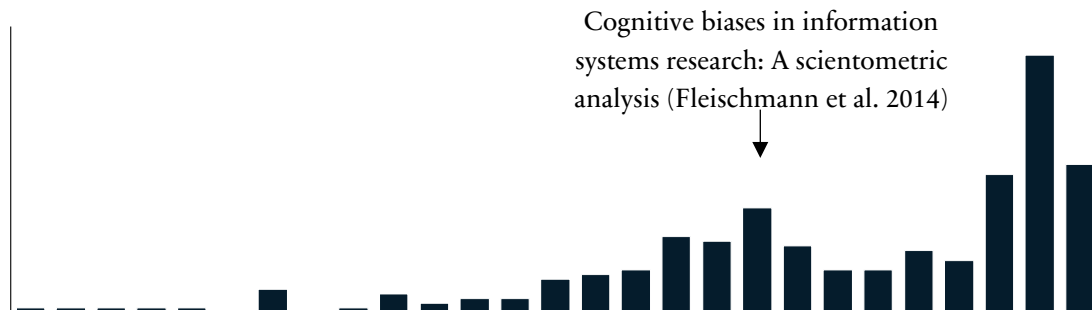 Cognitive biases in information
systems research: A scientometric
analysis (Fleischmann et al. 2014)